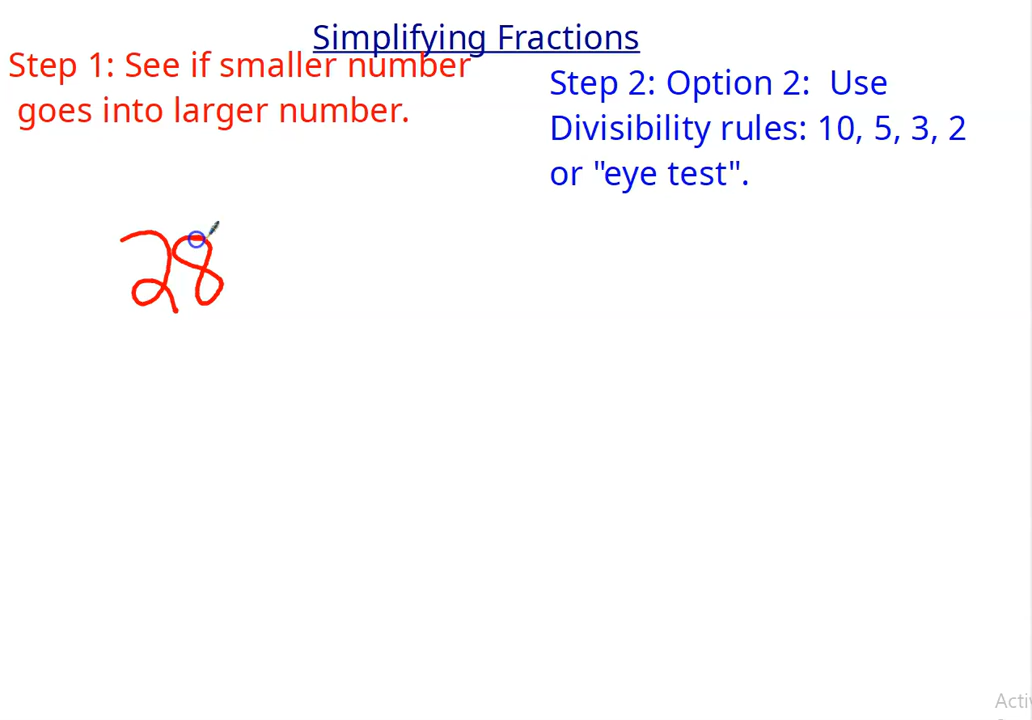 Simplifying Fractions
Step 1: See if smaller number
goes into larger number.
Step 2: Option 2: Use
Divisibility rules: 10, 5, 3, 2
or "eye test".
28